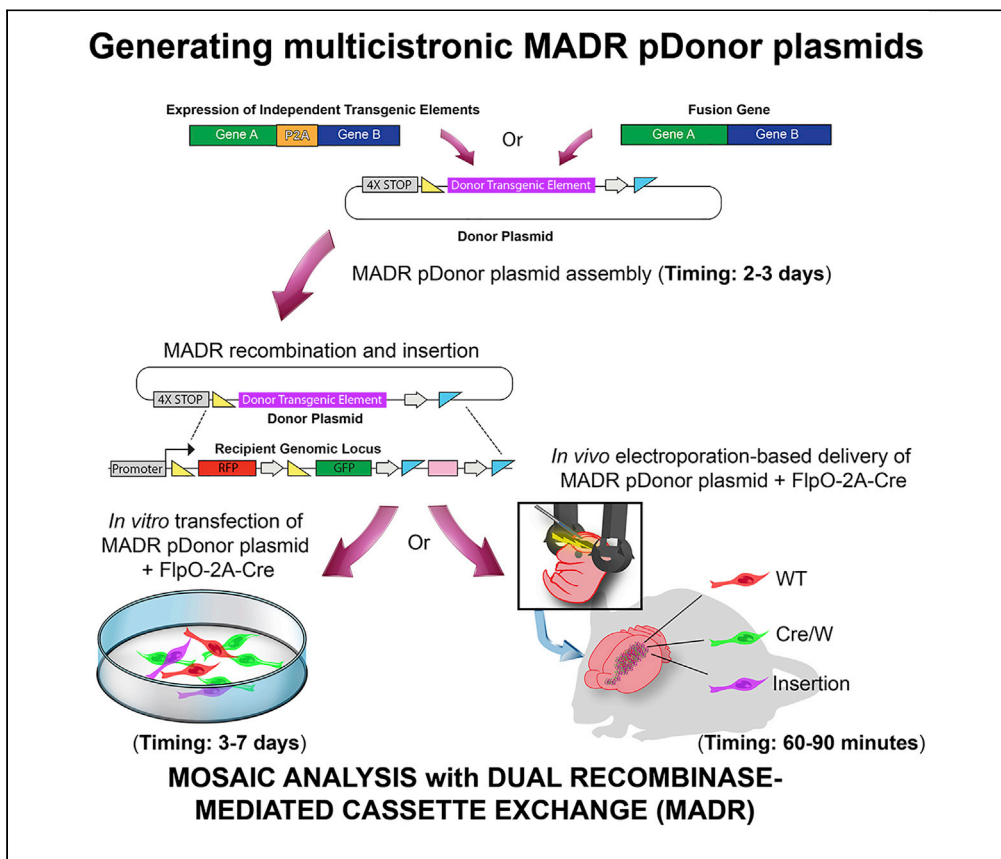 Generating multicistronic MADR pDonor plasmids
Expression of Independent Transgenic Elements
Gene A P2A Gene B
Or
Fusion Gene
Gene A Gene B
4X STOP Donor Transgenic Element
Donor Plasmid
MADR pDonor plasmid assembly (Timing: 2-3 days)
MADR recombination and insertion
4X STOP Donor Transgenic Element
Donor Plasmid
Recipient Genomic Locus
Promoter RFP GFP
In vitro transfection of
MADR pDonor plasmid
+ FlpO-2A-Cre
Or
In vivo electroporation-based delivery of
MADR pDonor plasmid + FlpO-2A-Cre
WT
Cre/W
Insertion
(Timing: 3-7 days)
(Timing: 60-90 minutes)
MOSAIC ANALYSIS with DUAL RECOMBINASE-
MEDIATED CASSETTE EXCHANGE (MADR)